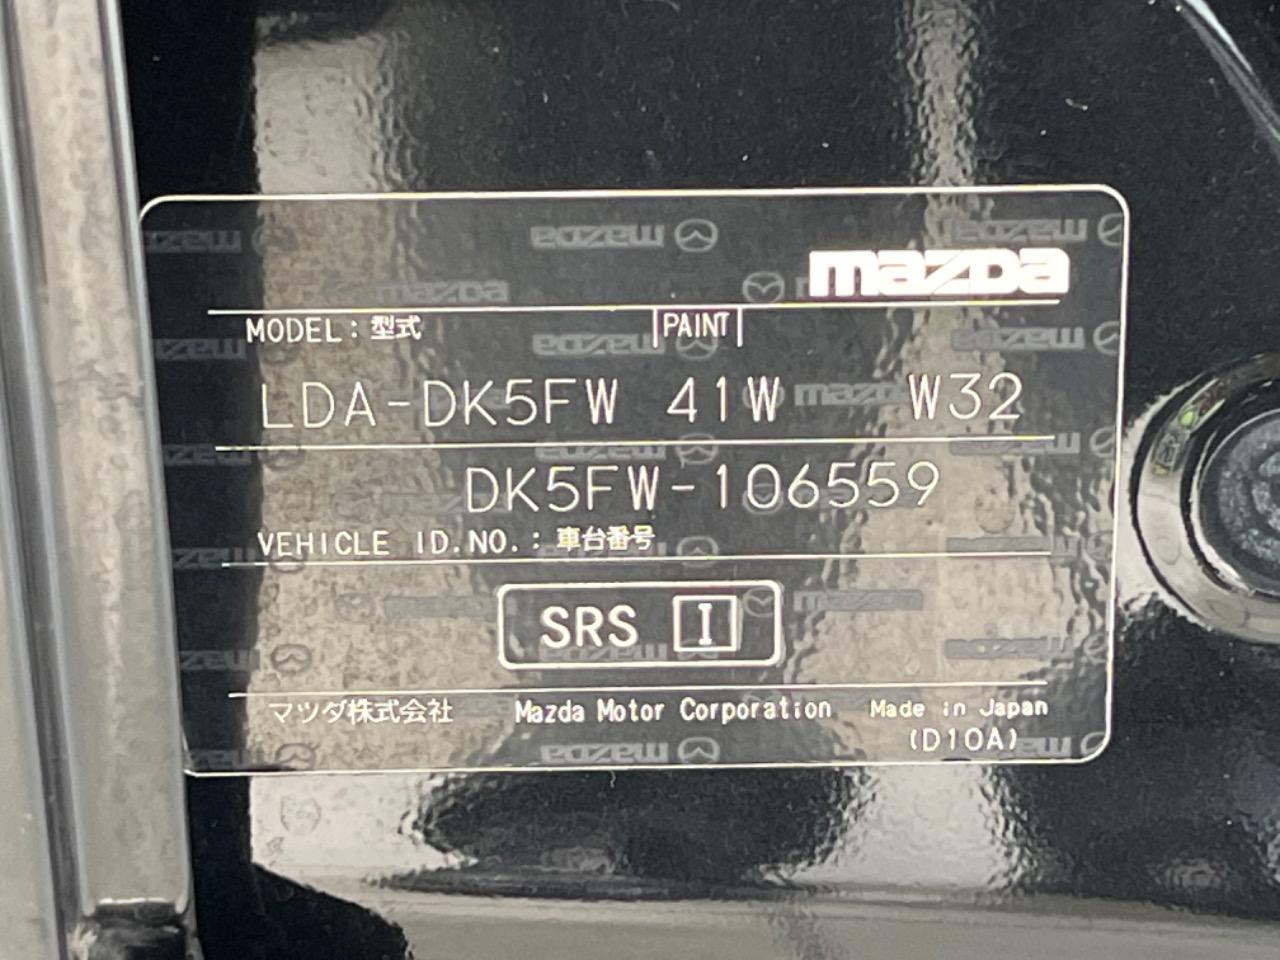 mazda
MODEL: 型式 PAINT
LDA-DK5FW 41W W32
DK5FW-106559
VEHICLE ID.NO.: 車台番号
SRS I
マツダ株式会社 Mazda Motor Corporation Made in Japan
(D10A)